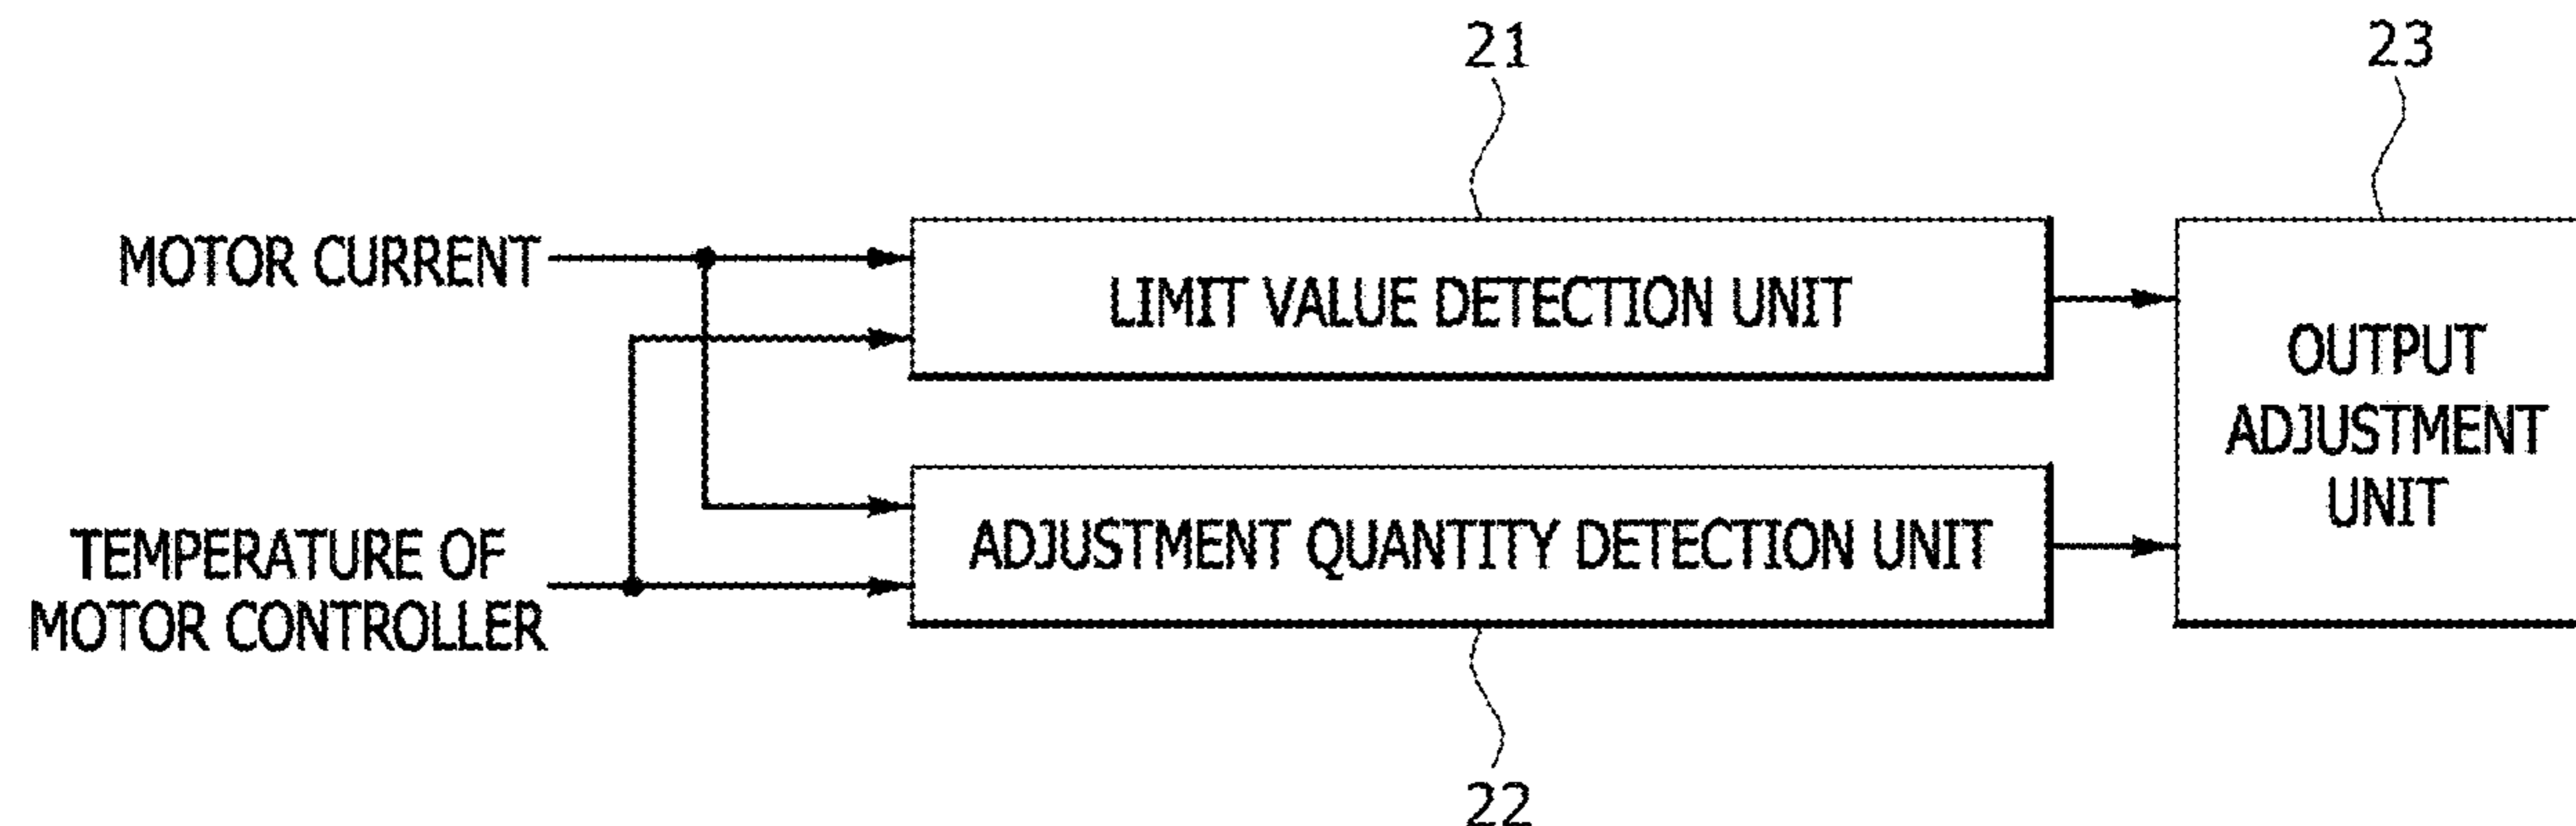 21
23
MOTOR CURRENT
LIMIT VALUE DETECTION UNIT
OUTPUT
ADJUSTMENT
UNIT
TEMPERATURE OF
MOTOR CONTROLLER
ADJUSTMENT QUANTITY DETECTION UNIT
22